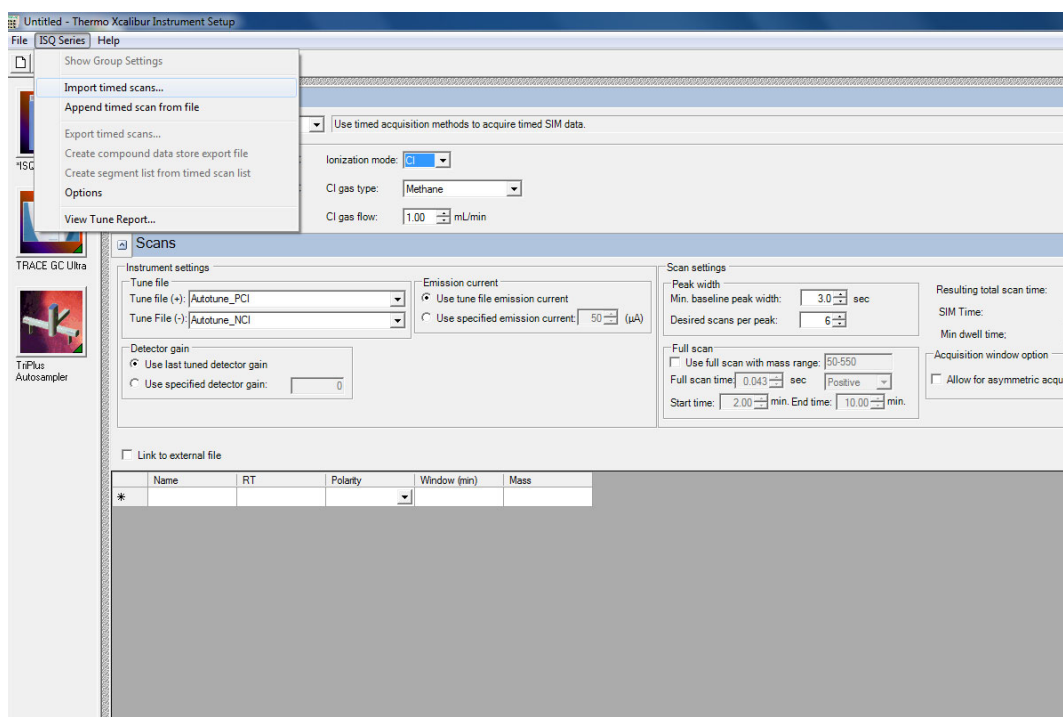 Untitled - Thermo Xcalibur Instrument Setup
File ISQ Series Help
Show Group Settings
Import timed scans...
Append timed scan from file
Export timed scans...
Create compound data store export file
Create segment list from timed scan list
Options
View Tune Report...
Use timed acquisition methods to acquire timed SIM data.
Ionization mode: CI
CI gas type: Methane
CI gas flow: 1.00 mL/min
*ISQ
TRACE GC Ultra
TriPlus
Autosampler
Scans
Instrument settings
Tune file
Tune file (+): Autotune_PCI
Tune File (-): Autotune_NCI
Emission current
Use tune file emission current
Use specified emission current: 50 (µA)
Detector gain
Use last tuned detector gain
Use specified detector gain: 0
Scan settings
Peak width
Min. baseline peak width: 3.0 sec
Desired scans per peak: 6
Resulting total scan time:
SIM Time:
Min dwell time;
Full scan
Use full scan with mass range: 50-550
Full scan time: 0.043 sec Positive
Start time: 2.00 min. End time: 10.00 min.
Acquisition window option
Allow for asymmetric acqu
Link to external file
Name RT Polarity Window (min) Mass